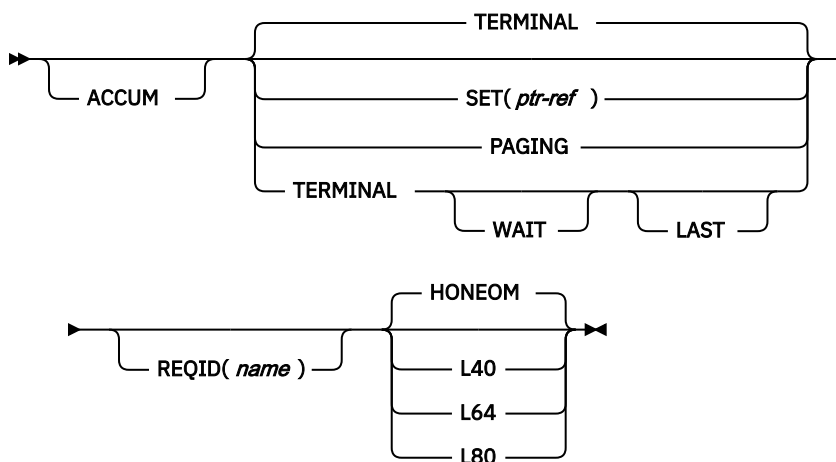 TERMINAL
ACCUM
SET( ptr-ref )
PAGING
TERMINAL
WAIT
LAST
HONEOM
REQID( name )
L40
L64
L80